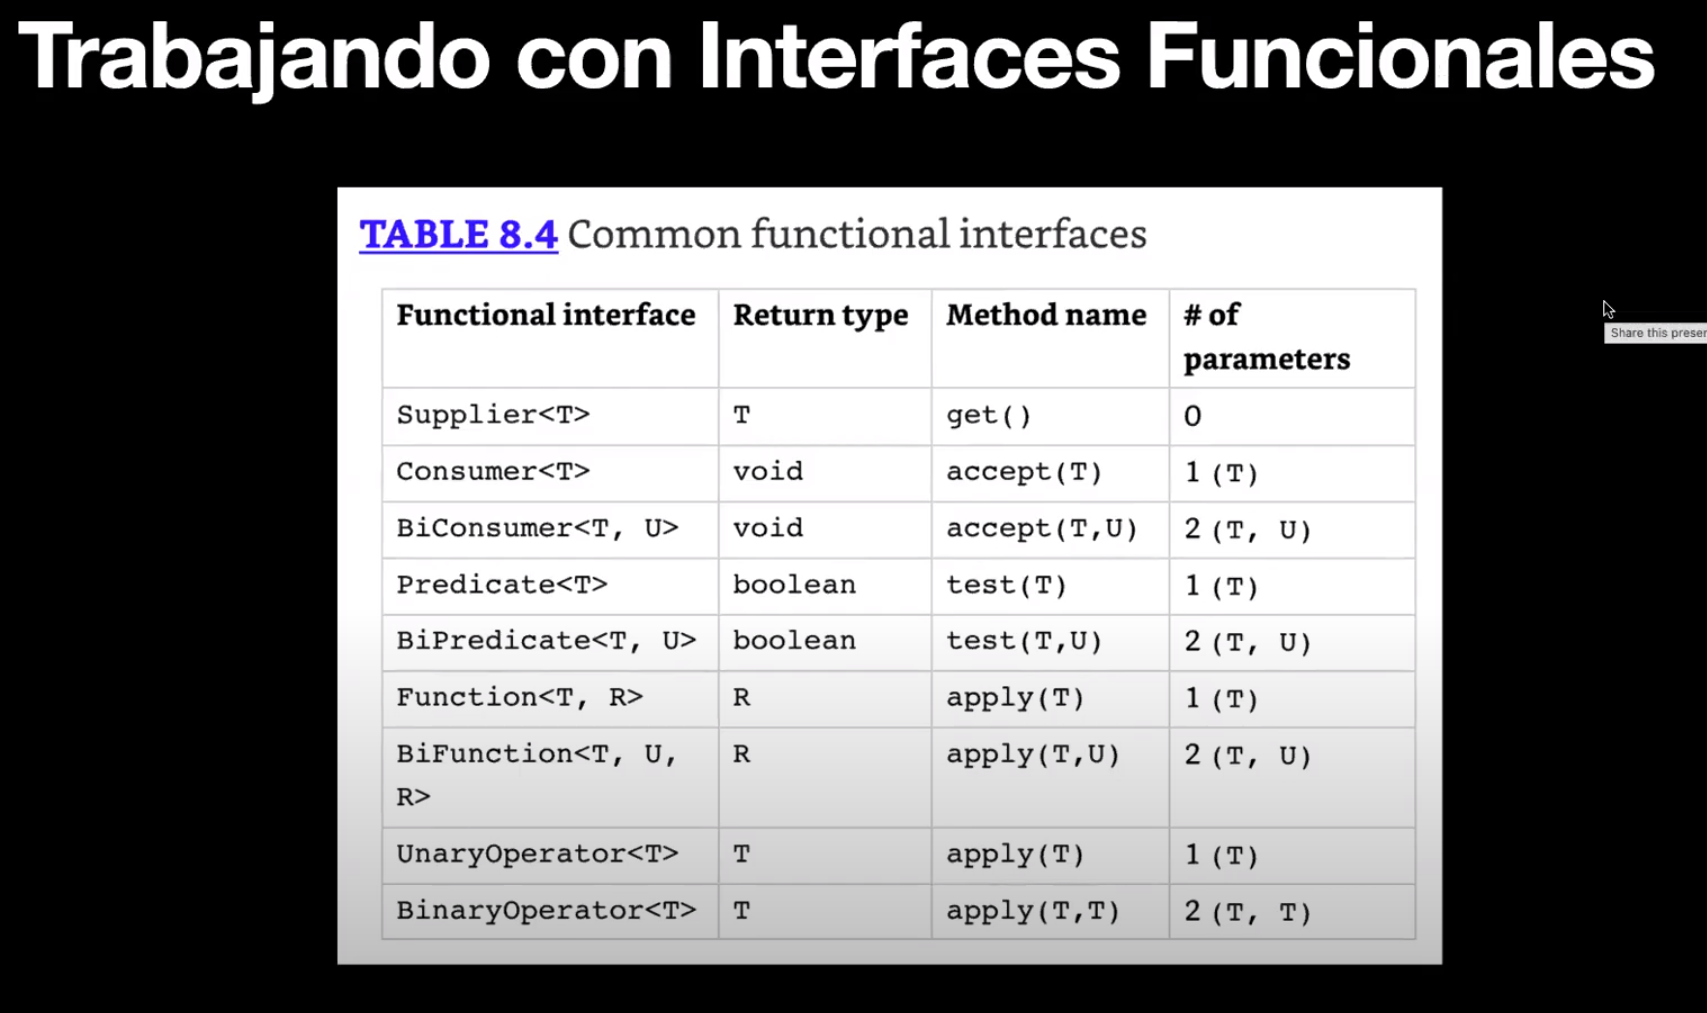 Trabajando con Interfaces Funcionales
TABLE 8.4 Common functional interfaces
Functional interface Return type Method name # of
parameters
Supplier<T> T get() 0
Consumer<T> void accept(T) 1 (T)
BiConsumer<T, U> void accept(T,U) 2 (T, U)
Predicate<T> boolean test(T) 1 (T)
BiPredicate<T, U> boolean test(T,U) 2 (T, U)
Function<T, R> R apply(T) 1 (T)
BiFunction<T, U, R apply(T,U) 2 (T, U)
R>
UnaryOperator<T> T apply(T) 1 (T)
BinaryOperator<T> T apply(T,T) 2 (T, T)
Share this preser